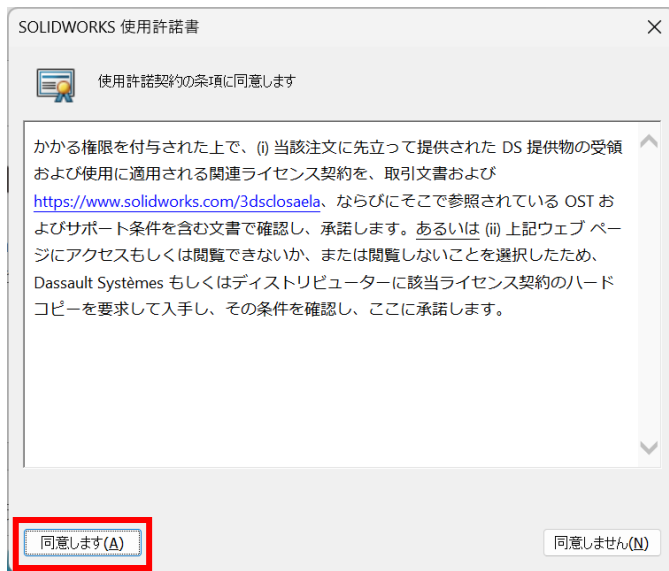 SOLIDWORKS 使用許諾書
使用許諾契約の条項に同意します
かかる権限を付与された上で、(i) 当該注文に先立って提供された DS 提供物の受領
および使用に適用される関連ライセンス契約を、取引文書および
https://www.solidworks.com/3dsclosaela、ならびにそこで参照されている OST お
よびサポート条件を含む文書で確認し、承諾します。あるいは (ii) 上記ウェブ ペー
ジにアクセスもしくは閲覧できないか、または閲覧しないことを選択したため、
Dassault Systèmes もしくはディストリビューターに該当ライセンス契約のハード
コピーを要求して入手し、その条件を確認し、ここに承諾します。
同意します(A)
同意しません(N)